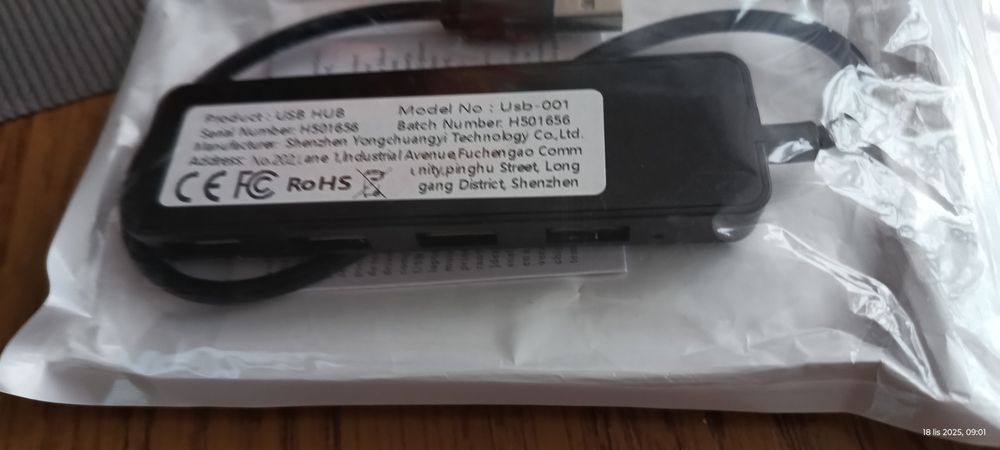 Product : USB HUB
Model No : Usb-001
Serial Number: H501656
Batch Number: H501656
Manufacturer: Shenzhen Yongchuangyi Technology Co.,Ltd.
Address: No.202,Lane 1,Industrial Avenue,Fuchengao Comm
unity,pinghu Street, Long
gang District, Shenzhen
CE FC RoHS
18 lis 2025, 09:01